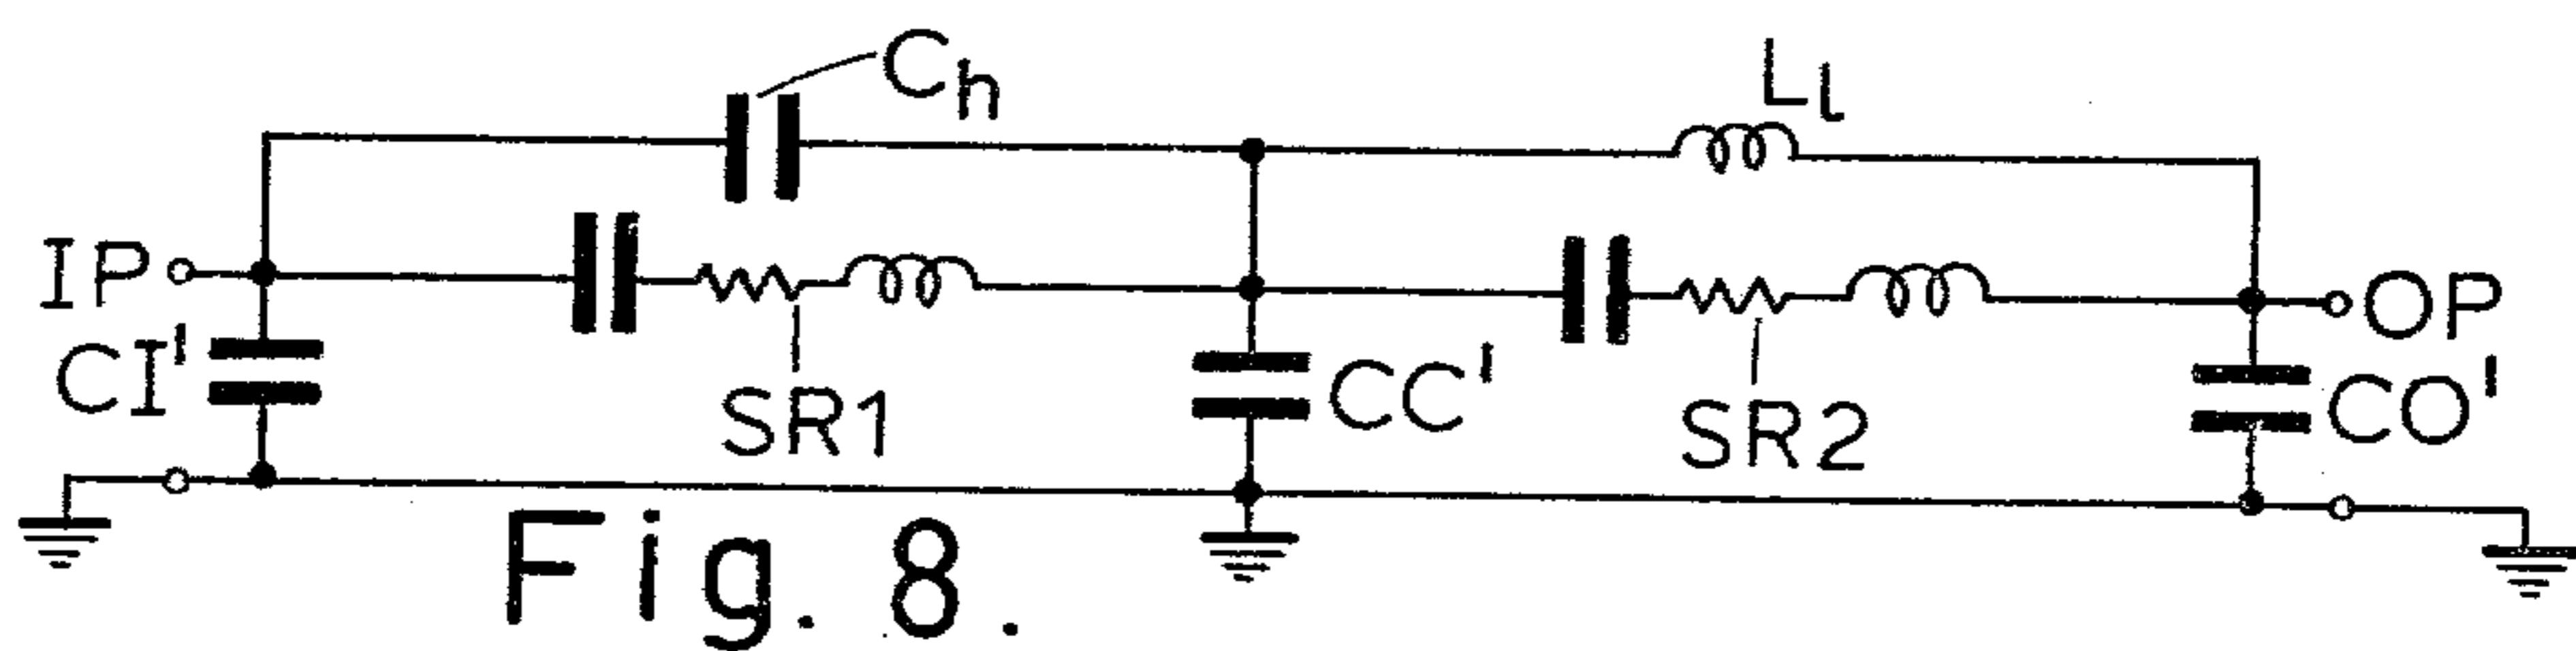 Ch
Ll
IP
OP
CI'
SR1
CC'
SR2
CO'
Fig. 8.